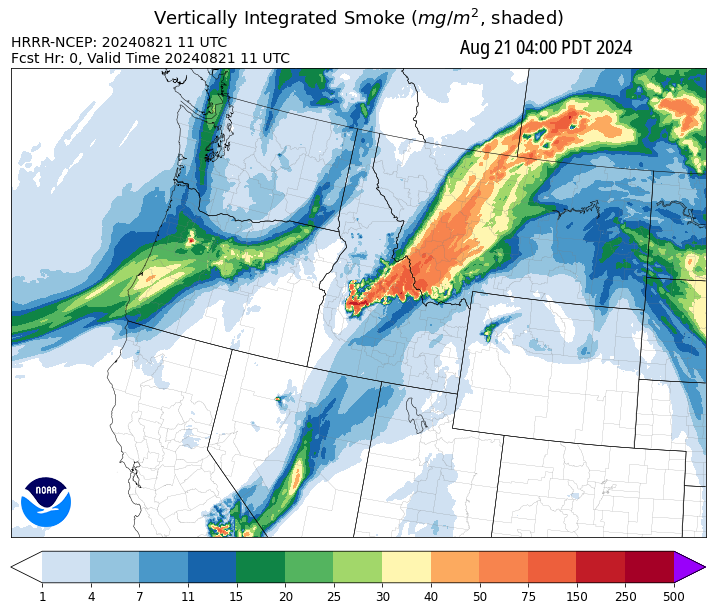 Vertically Integrated Smoke (mg/m², shaded)
HRRR-NCEP: 20240821 11 UTC
Fcst Hr: 0, Valid Time 20240821 11 UTC
Aug 21 04:00 PDT 2024
NOAA
1 4 7 11 15 20 25 30 40 50 75 150 250 500